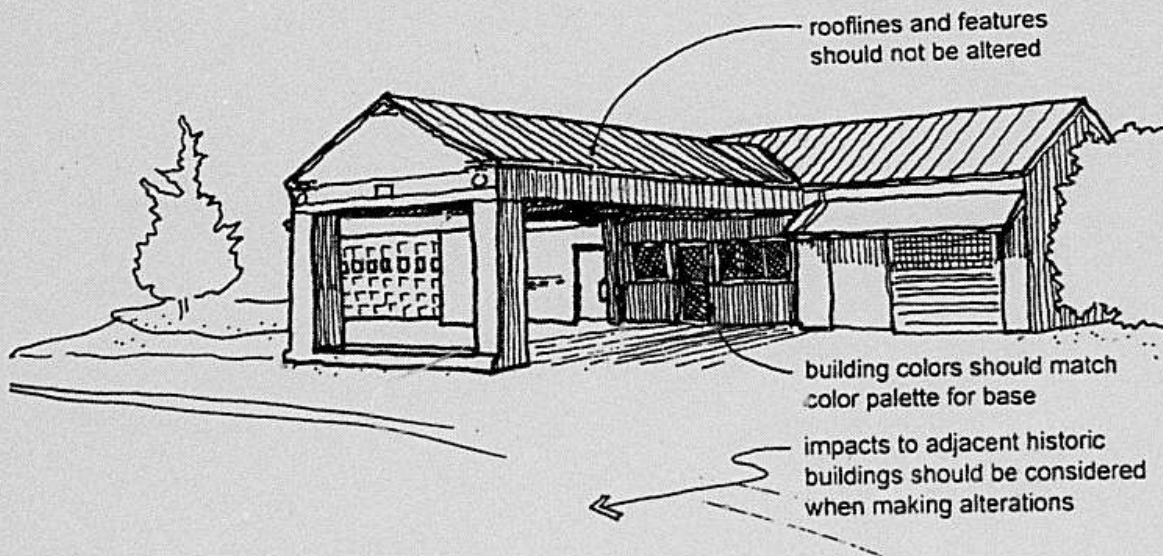 rooflines and features
should not be altered
building colors should match
color palette for base
impacts to adjacent historic
buildings should be considered
when making alterations